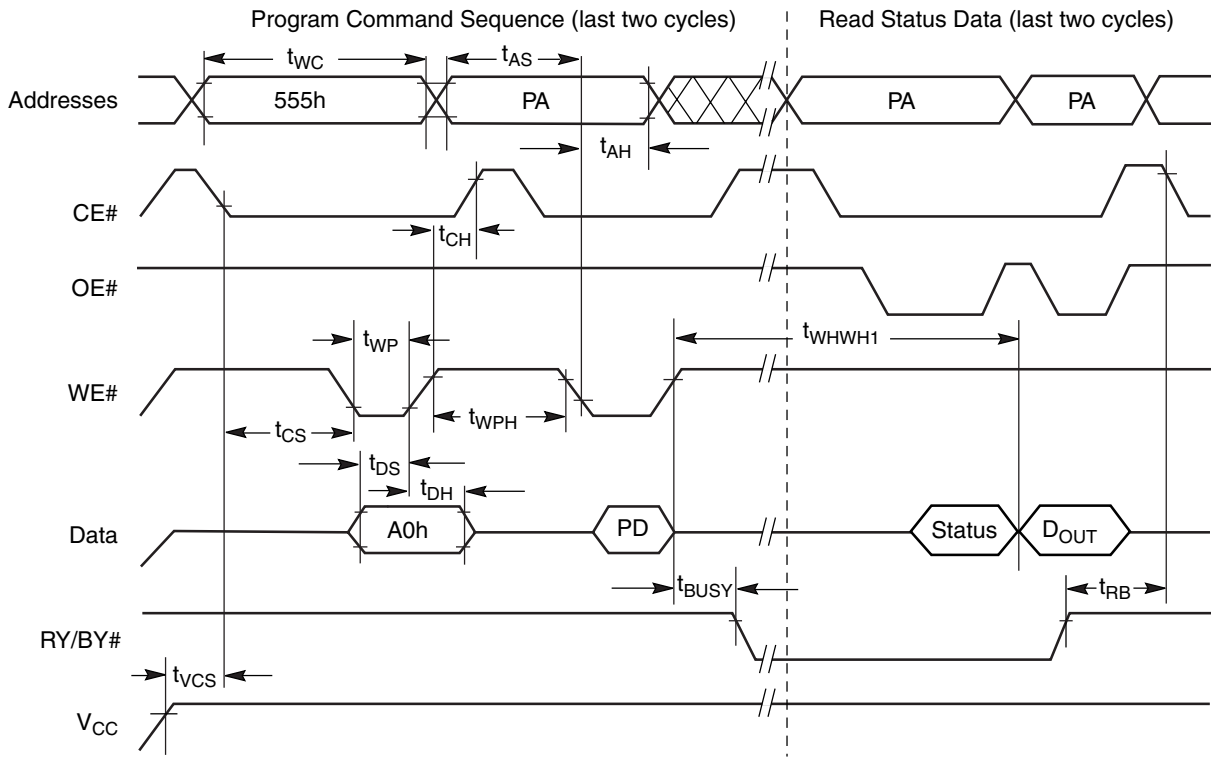 Program Command Sequence (last two cycles)
Read Status Data (last two cycles)
tWC
tAS
Addresses
555h
PA
PA
PA
tAH
CE#
tCH
OE#
tWP
tWHWH1
WE#
tWPH
tCS
tDS
tDH
Data
A0h
PD
Status
DOUT
tBUSY
tRB
RY/BY#
tVCS
VCC